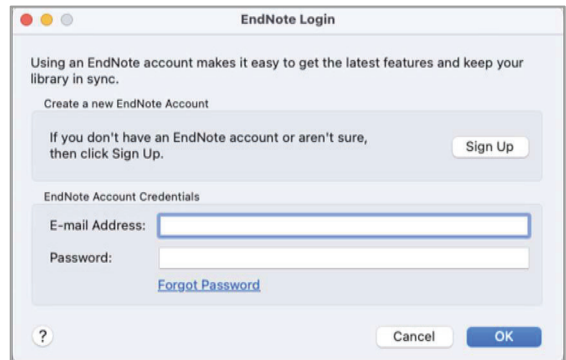 EndNote Login
Using an EndNote account makes it easy to get the latest features and keep your
library in sync.
Create a new EndNote Account
If you don't have an EndNote account or aren't sure,
then click Sign Up.
Sign Up
EndNote Account Credentials
E-mail Address:
Password:
Forgot Password
?
Cancel
OK